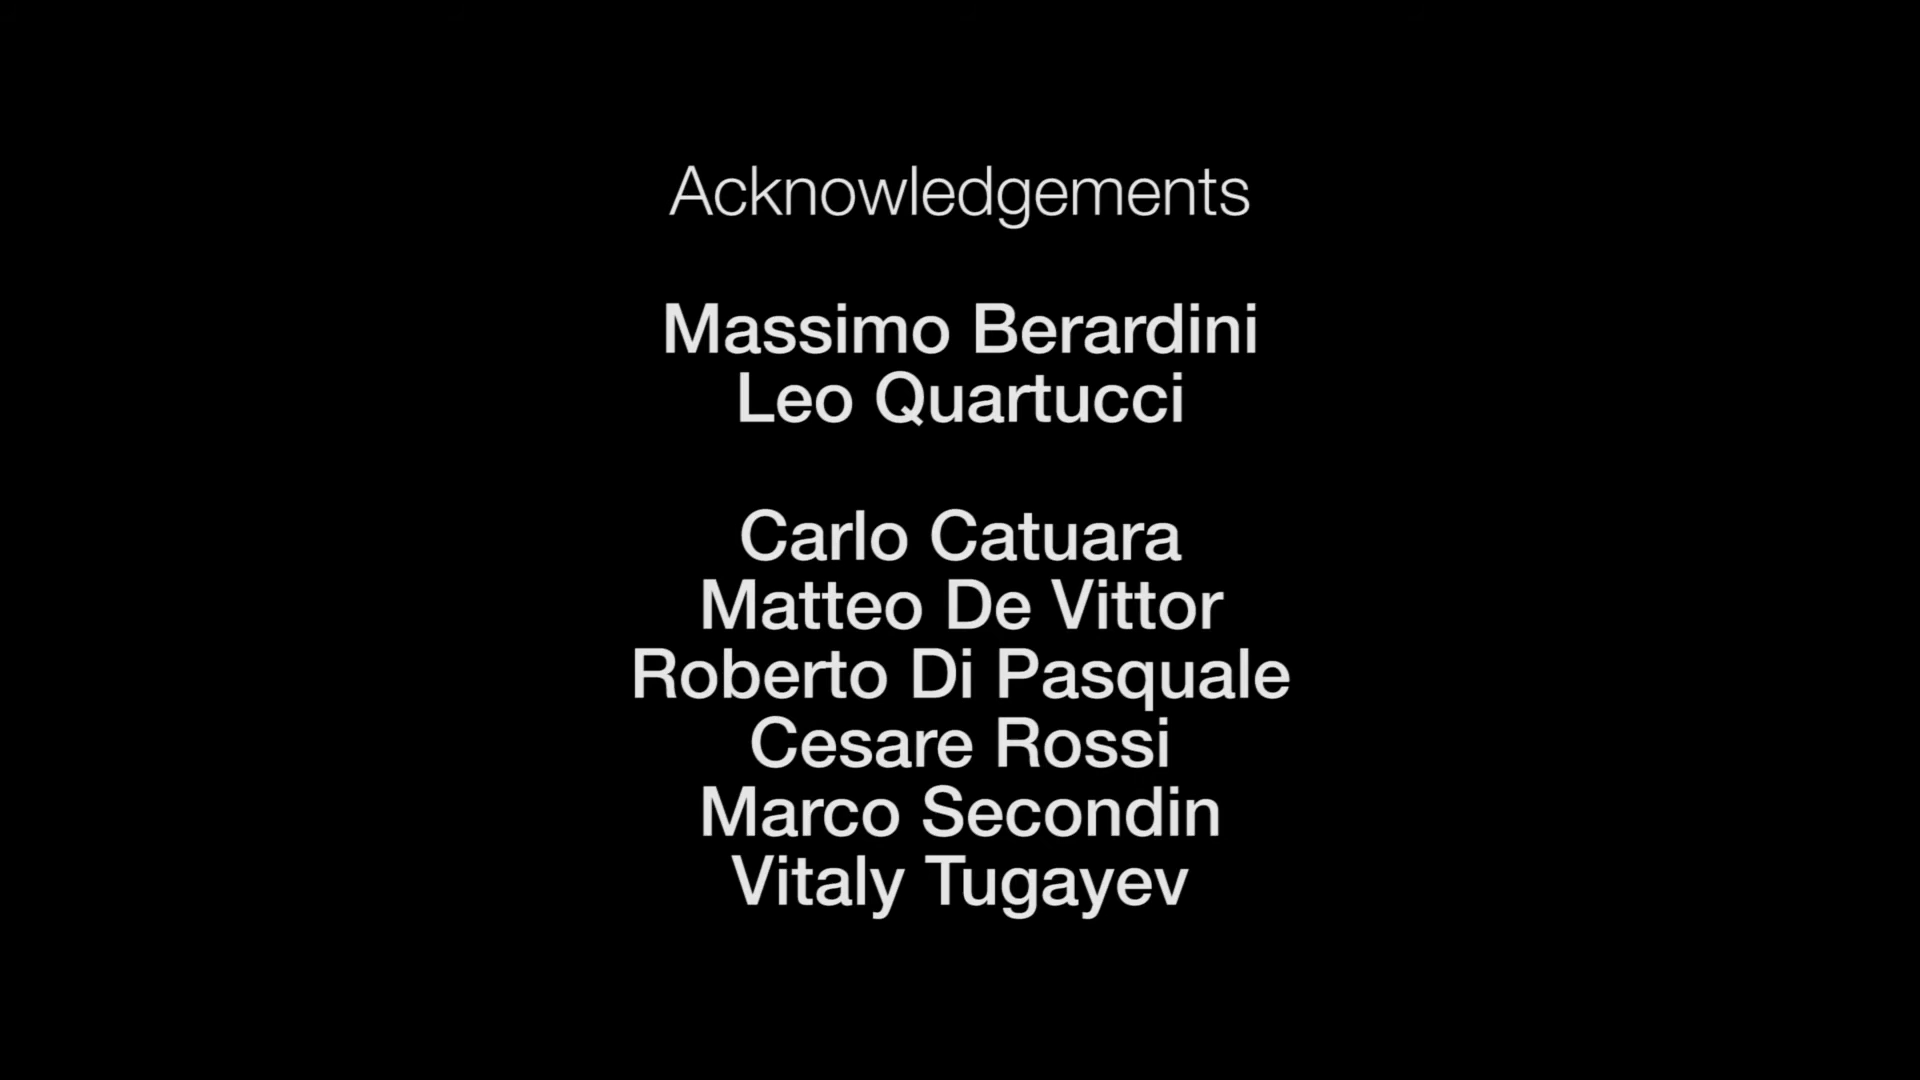 Acknowledgements
Massimo Berardini
Leo Quartucci
Carlo Catuara
Matteo De Vittor
Roberto Di Pasquale
Cesare Rossi
Marco Secondin
Vitaly Tugayev